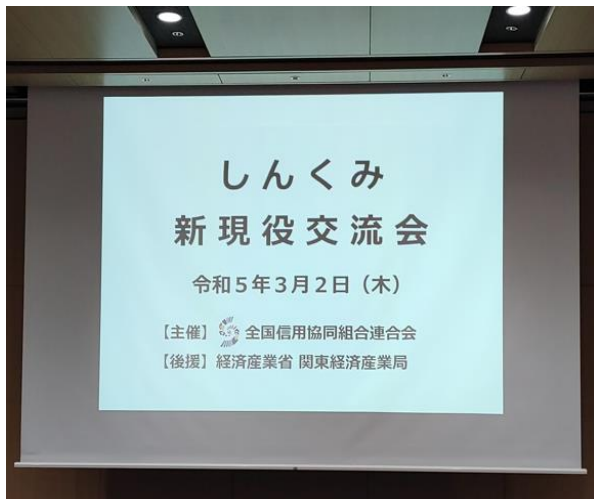 しんくみ
新現役交流会
令和5年3月2日（木）
【主催】 全国信用協同組合連合会
【後援】経済産業省 関東経済産業局